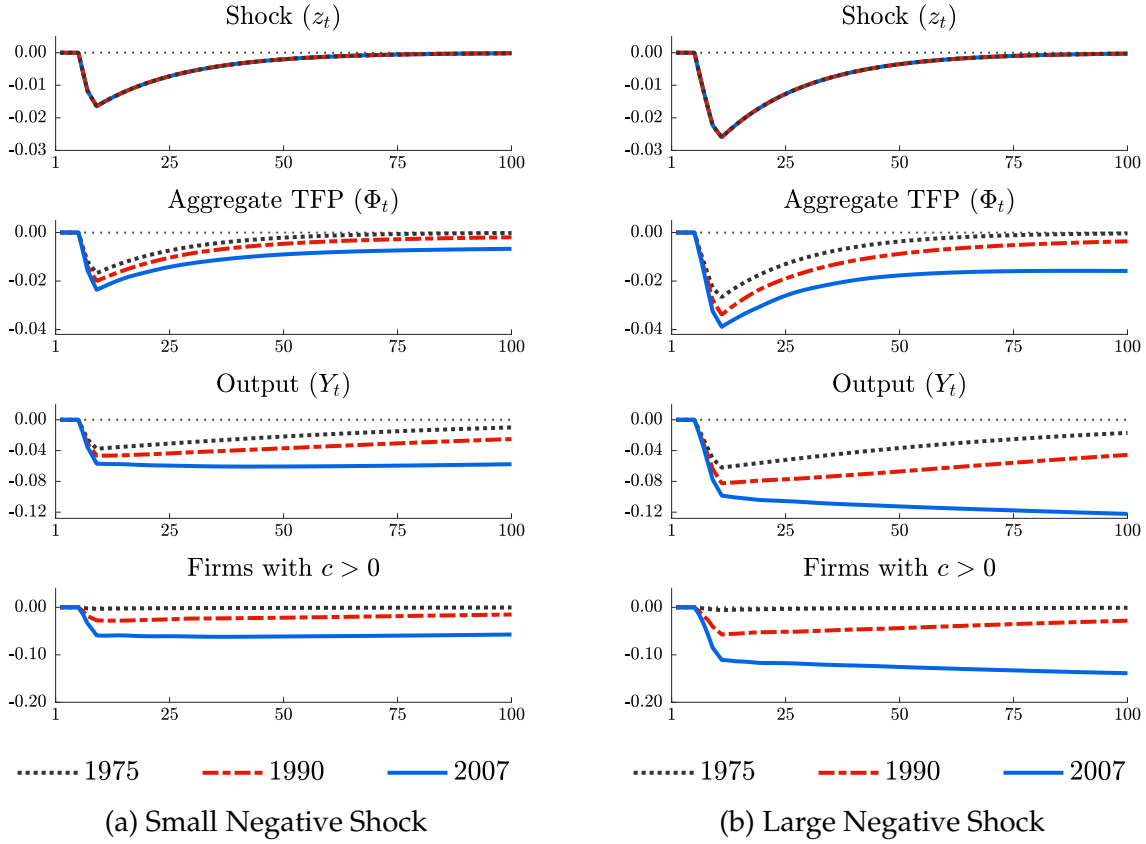 Shock (z_t)
0.00
-0.01
-0.02
-0.03
1 25 50 75 100
Aggregate TFP (Φ_t)
0.00
-0.02
-0.04
1 25 50 75 100
Output (Y_t)
0.00
-0.04
-0.08
-0.12
1 25 50 75 100
Firms with c > 0
0.00
-0.10
-0.20
1 25 50 75 100
1975 1990 2007
(a) Small Negative Shock
Shock (z_t)
0.00
-0.01
-0.02
-0.03
1 25 50 75 100
Aggregate TFP (Φ_t)
0.00
-0.02
-0.04
1 25 50 75 100
Output (Y_t)
0.00
-0.04
-0.08
-0.12
1 25 50 75 100
Firms with c > 0
0.00
-0.10
-0.20
1 25 50 75 100
1975 1990 2007
(b) Large Negative Shock